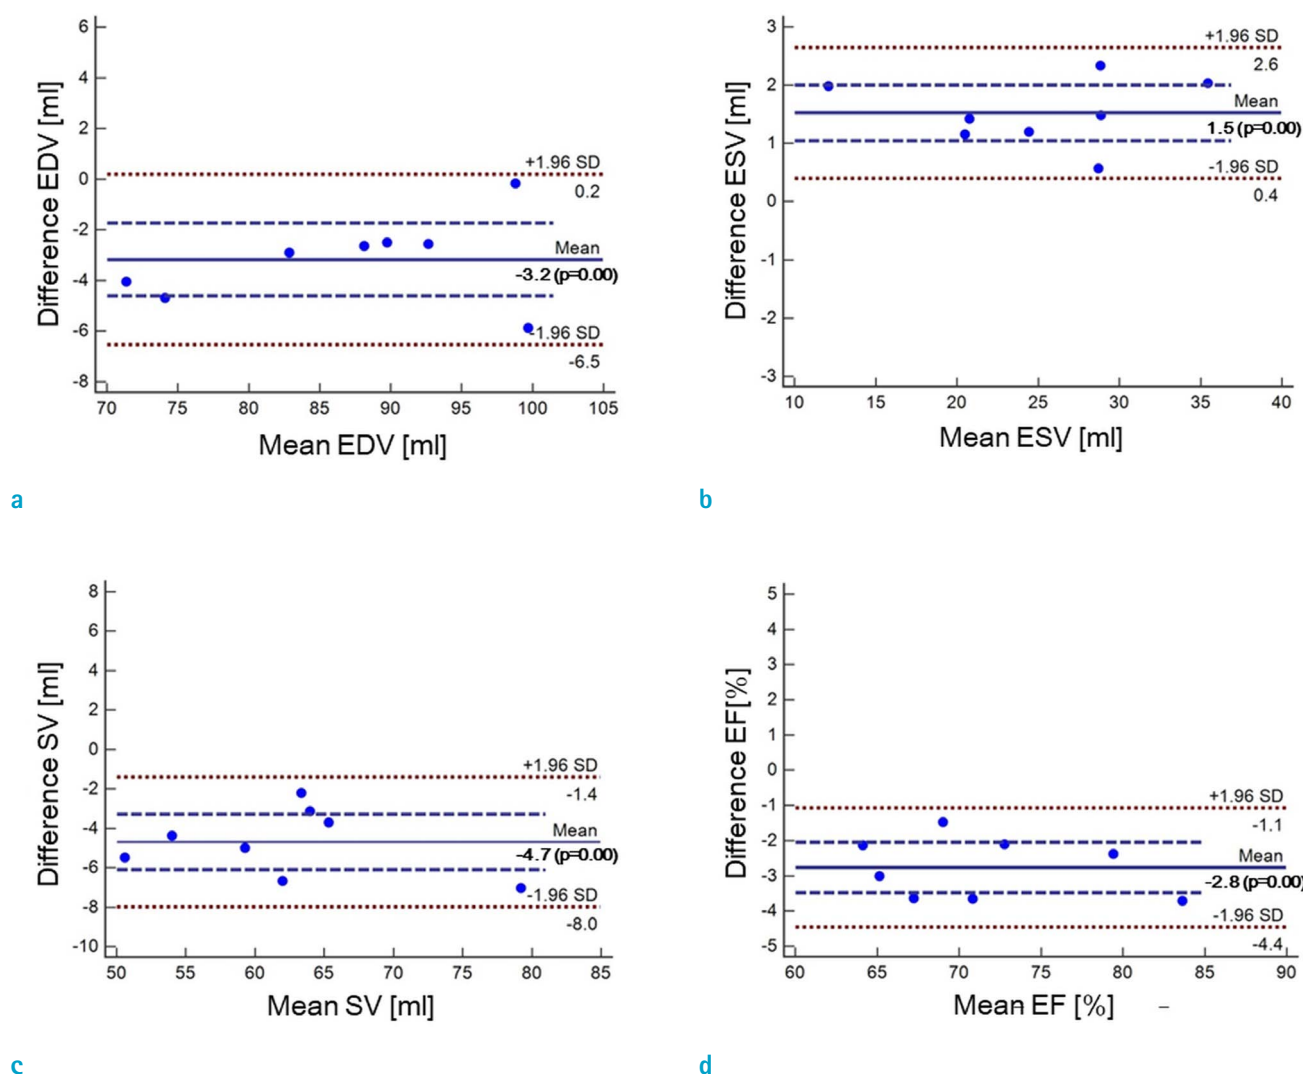 6
4
2
0
-2
-4
-6
-8
Difference EDV [ml]
+1.96 SD
0.2
Mean
-3.2 (p=0.00)
-1.96 SD
-6.5
70 75 80 85 90 95 100 105
Mean EDV [ml]
a
3
2
1
0
-1
-2
-3
Difference ESV [ml]
+1.96 SD
2.6
Mean
1.5 (p=0.00)
-1.96 SD
0.4
10 15 20 25 30 35 40
Mean ESV [ml]
b
8
6
4
2
0
-2
-4
-6
-8
-10
Difference SV [ml]
+1.96 SD
-1.4
Mean
-4.7 (p=0.00)
-1.96 SD
-8.0
50 55 60 65 70 75 80 85
Mean SV [ml]
c
5
4
3
2
1
0
-1
-2
-3
-4
-5
Difference EF[%]
+1.96 SD
-1.1
Mean
-2.8 (p=0.00)
-1.96 SD
-4.4
60 65 70 75 80 85 90
Mean EF [%] –
d